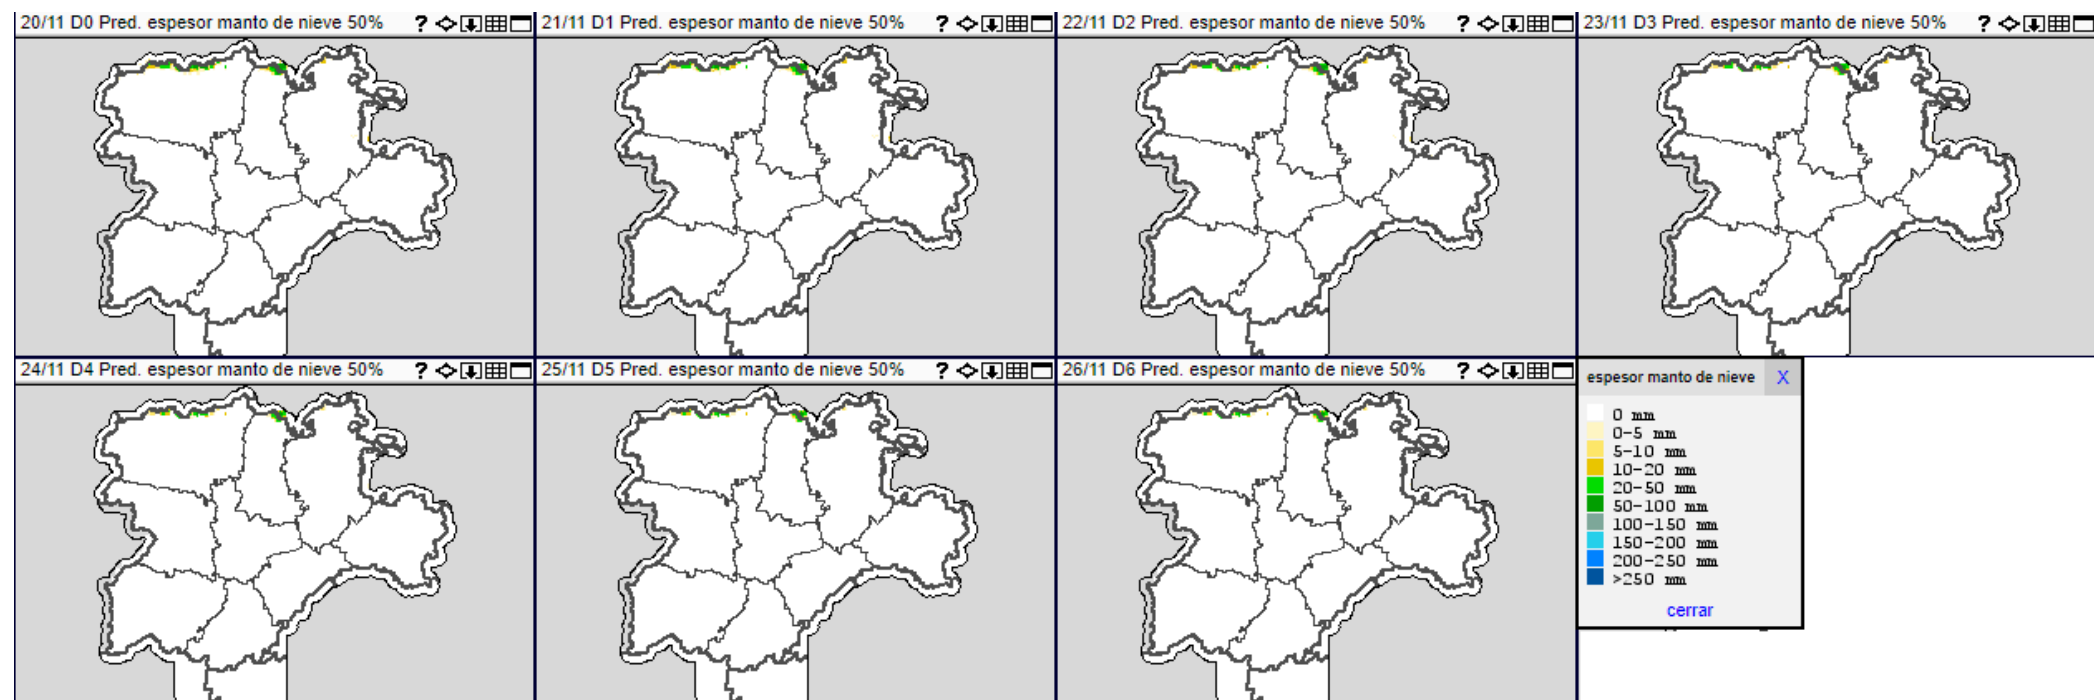 20/11 D0 Pred. espesor manto de nieve 50% ?
21/11 D1 Pred. espesor manto de nieve 50% ?
22/11 D2 Pred. espesor manto de nieve 50% ?
23/11 D3 Pred. espesor manto de nieve 50% ?
24/11 D4 Pred. espesor manto de nieve 50% ?
25/11 D5 Pred. espesor manto de nieve 50% ?
26/11 D6 Pred. espesor manto de nieve 50% ?
espesor manto de nieve X
0 mm
0-5 mm
5-10 mm
10-20 mm
20-50 mm
50-100 mm
100-150 mm
150-200 mm
200-250 mm
>250 mm
cerrar